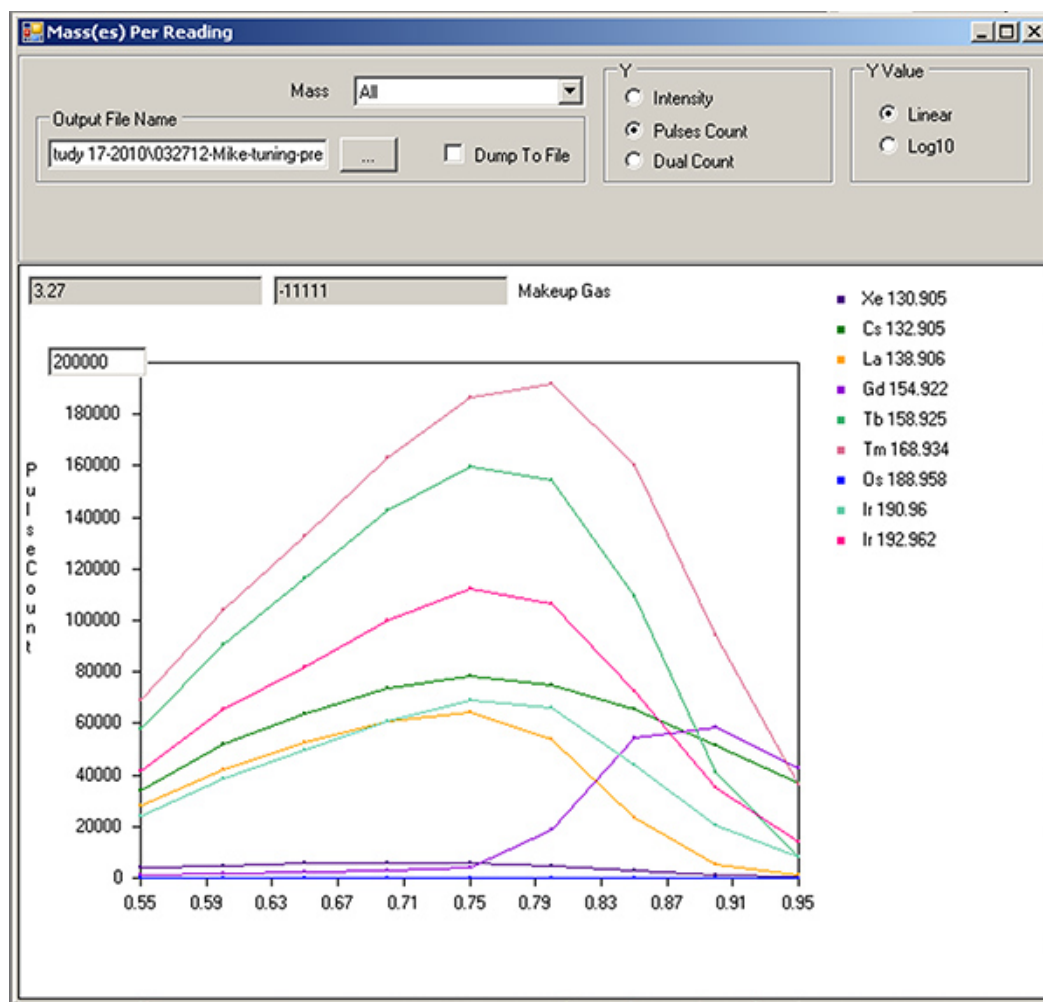 Mass(es) Per Reading
Mass All
Output File Name
tudy 17-2010\032712-Mike-tuning-pre ... Dump To File
Y
Intensity
Pulses Count
Dual Count
Y Value
Linear
Log10
3.27 -11111 Makeup Gas
Xe 130.905
Cs 132.905
La 138.906
Gd 154.922
Tb 158.925
Tm 168.934
Os 188.958
Ir 190.96
Ir 192.962
PulseCount
200000
180000
160000
140000
120000
100000
80000
60000
40000
20000
0
0.55 0.59 0.63 0.67 0.71 0.75 0.79 0.83 0.87 0.91 0.95